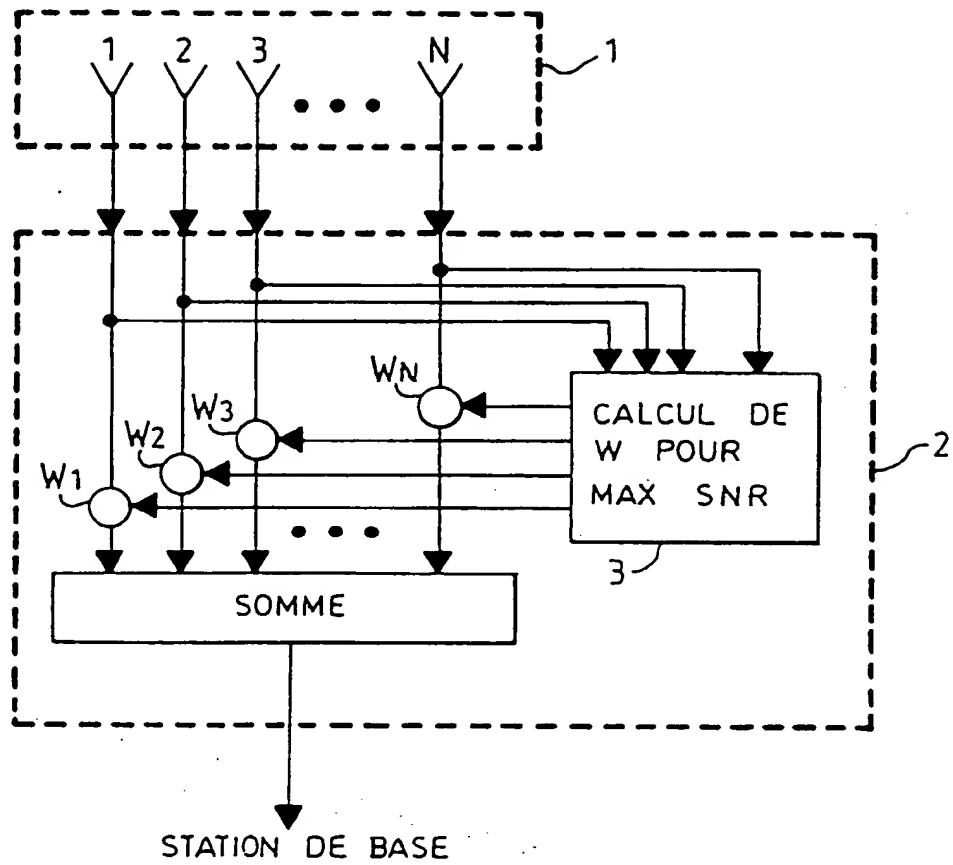 1 2 3 N
1
WN
W3
W2
W1
CALCUL DE
W POUR
MAX SNR
2
3
SOMME
STATION DE BASE